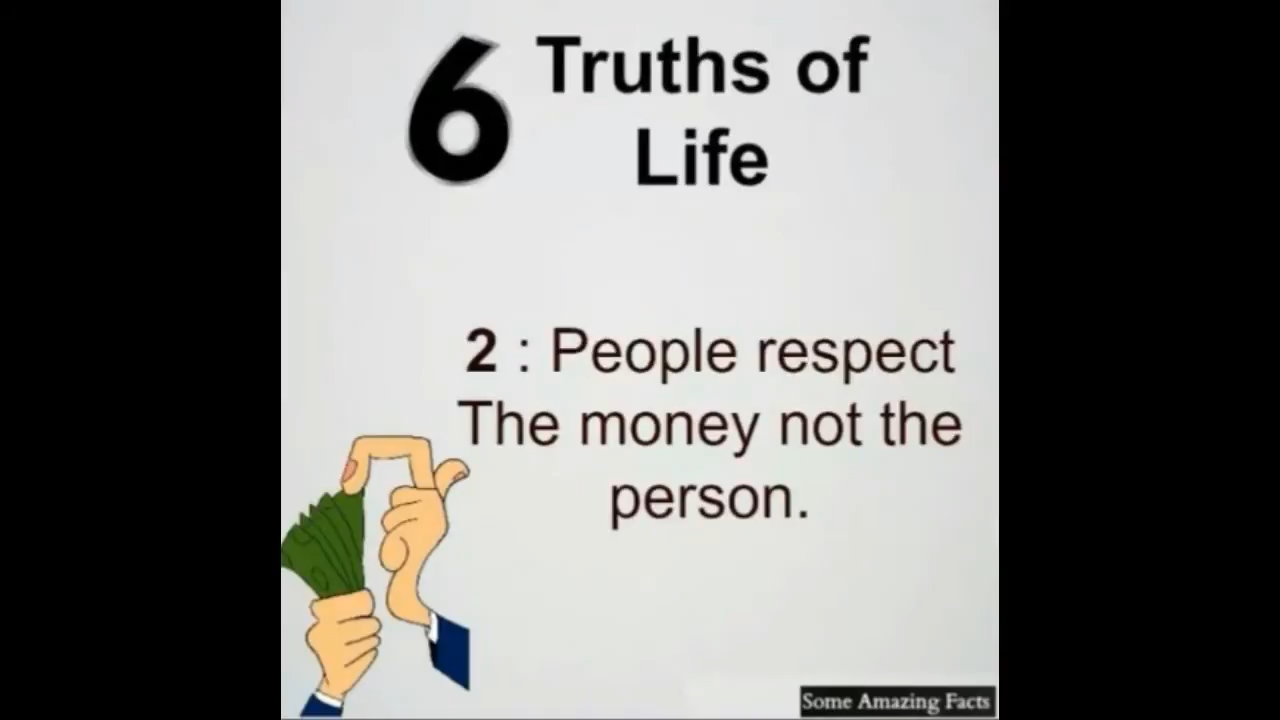 6 Truths of
Life
2 : People respect
The money not the
person.
Some Amazing Facts